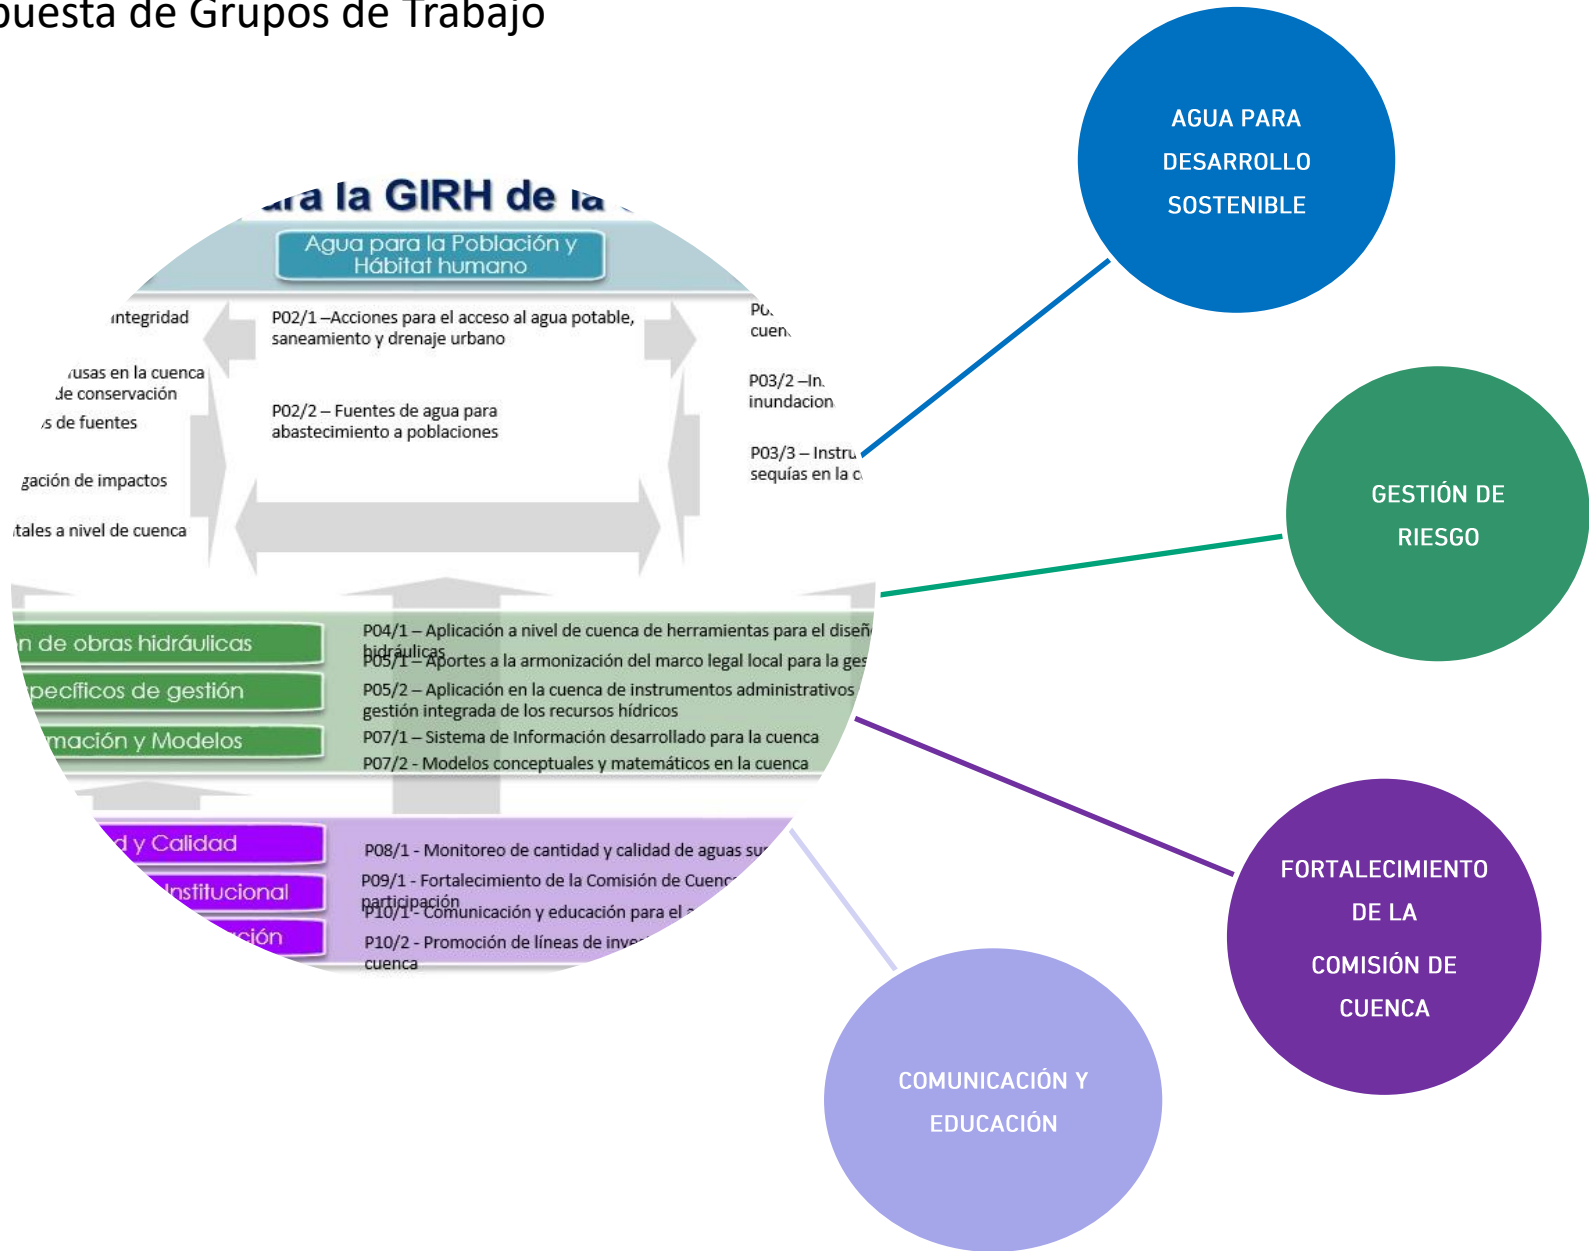 puesta de Grupos de Trabajo
la GIRH de la
Agua para la Población y
Hábitat humano
integridad
usas en la cuenca
de conservación
s de fuentes
gación de impactos
tales a nivel de cuenca
P02/1 –Acciones para el acceso al agua potable,
saneamiento y drenaje urbano
P02/2 – Fuentes de agua para
abastecimiento a poblaciones
cuen
P03/2 –In
inundacion
P03/3 – Instru
sequías en la c
n de obras hidráulicas
pecíficos de gestión
mación y Modelos
P04/1 – Aplicación a nivel de cuenca de herramientas para el diseñ
hidráulicas
P05/1 – Aportes a la armonización del marco legal local para la ges
P05/2 – Aplicación en la cuenca de instrumentos administrativos
gestión integrada de los recursos hídricos
P07/1 – Sistema de Información desarrollado para la cuenca
P07/2 - Modelos conceptuales y matemáticos en la cuenca
d y Calidad
Institucional
ción
P08/1 - Monitoreo de cantidad y calidad de aguas su
P09/1 - Fortalecimiento de la Comisión de Cuenc
participación
P10/1 - Comunicación y educación para el
P10/2 - Promoción de líneas de inve
cuenca
AGUA PARA
DESARROLLO
SOSTENIBLE
GESTIÓN DE
RIESGO
FORTALECIMIENTO
DE LA
COMISIÓN DE
CUENCA
COMUNICACIÓN Y
EDUCACIÓN